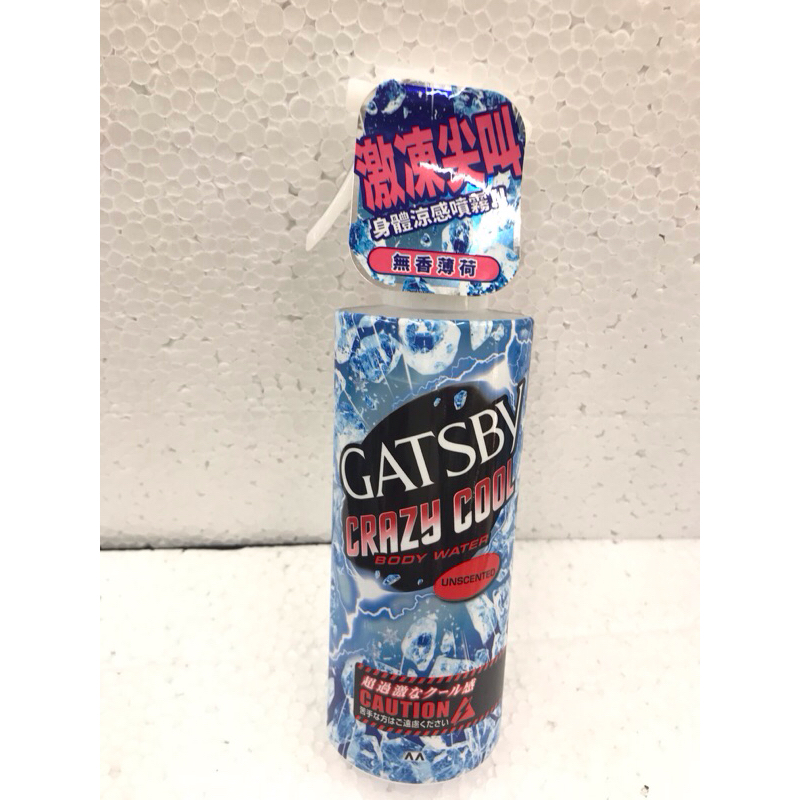 激凍尖叫
身體涼感噴霧N
無香薄荷
GATSBY
CRAZY COOL
BODY WATER
UNSCENTED
超過激なクール感
CAUTION
苦手な方はご遠慮ください